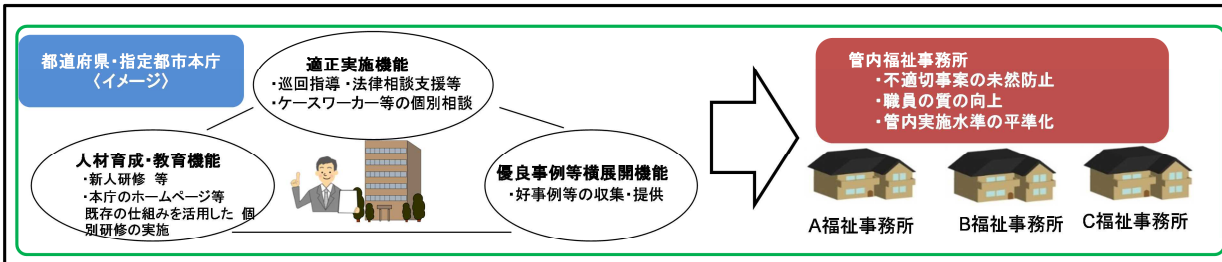 都道府県・指定都市本庁
〈イメージ〉
適正実施機能
・巡回指導・法律相談支援等
・ケースワーカー等の個別相談
人材育成・教育機能
・新人研修 等
・本庁のホームページ等
既存の仕組みを活用した 個
別研修の実施
優良事例等横展開機能
・好事例等の収集・提供
管内福祉事務所
・不適切事案の未然防止
・職員の質の向上
・管内実施水準の平準化
A福祉事務所
B福祉事務所
C福祉事務所